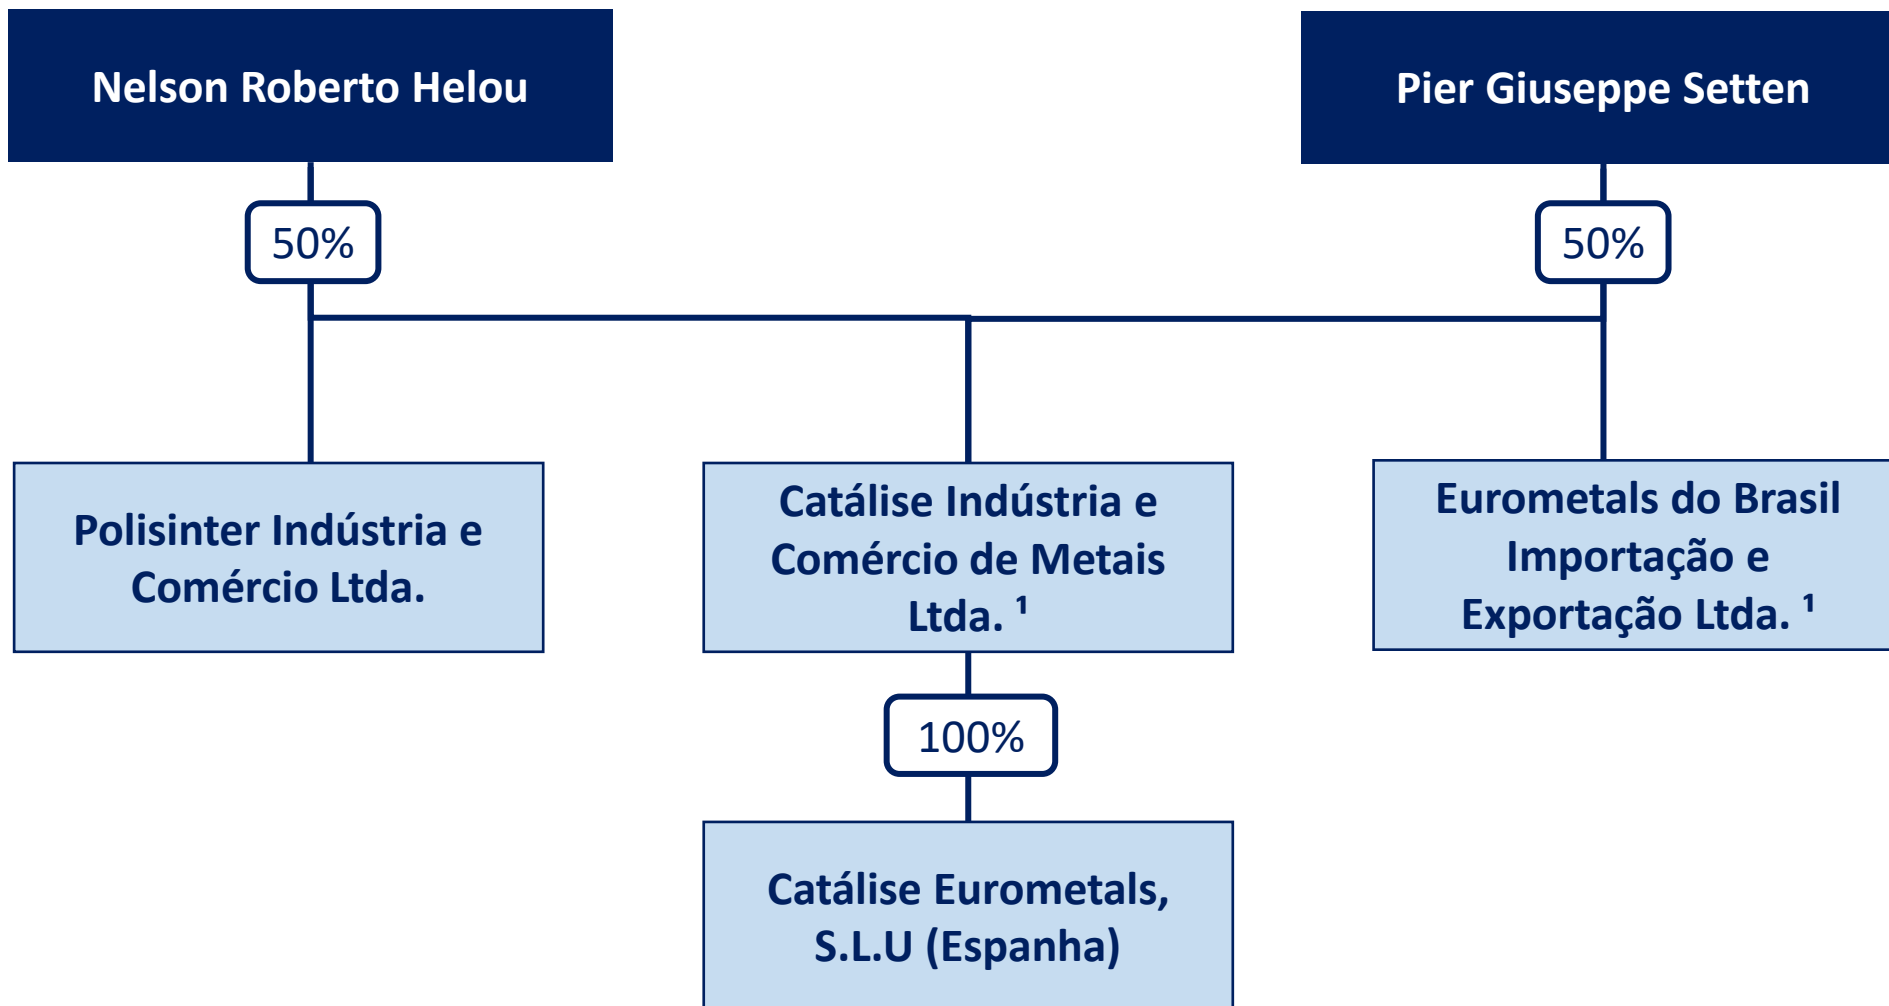 Nelson Roberto Helou
Pier Giuseppe Setten
50%
50%
Polisinter Indústria e
Comércio Ltda.
Catálise Indústria e
Comércio de Metais
Ltda. ¹
Eurometals do Brasil
Importação e
Exportação Ltda. ¹
100%
Catálise Eurometals,
S.L.U (Espanha)